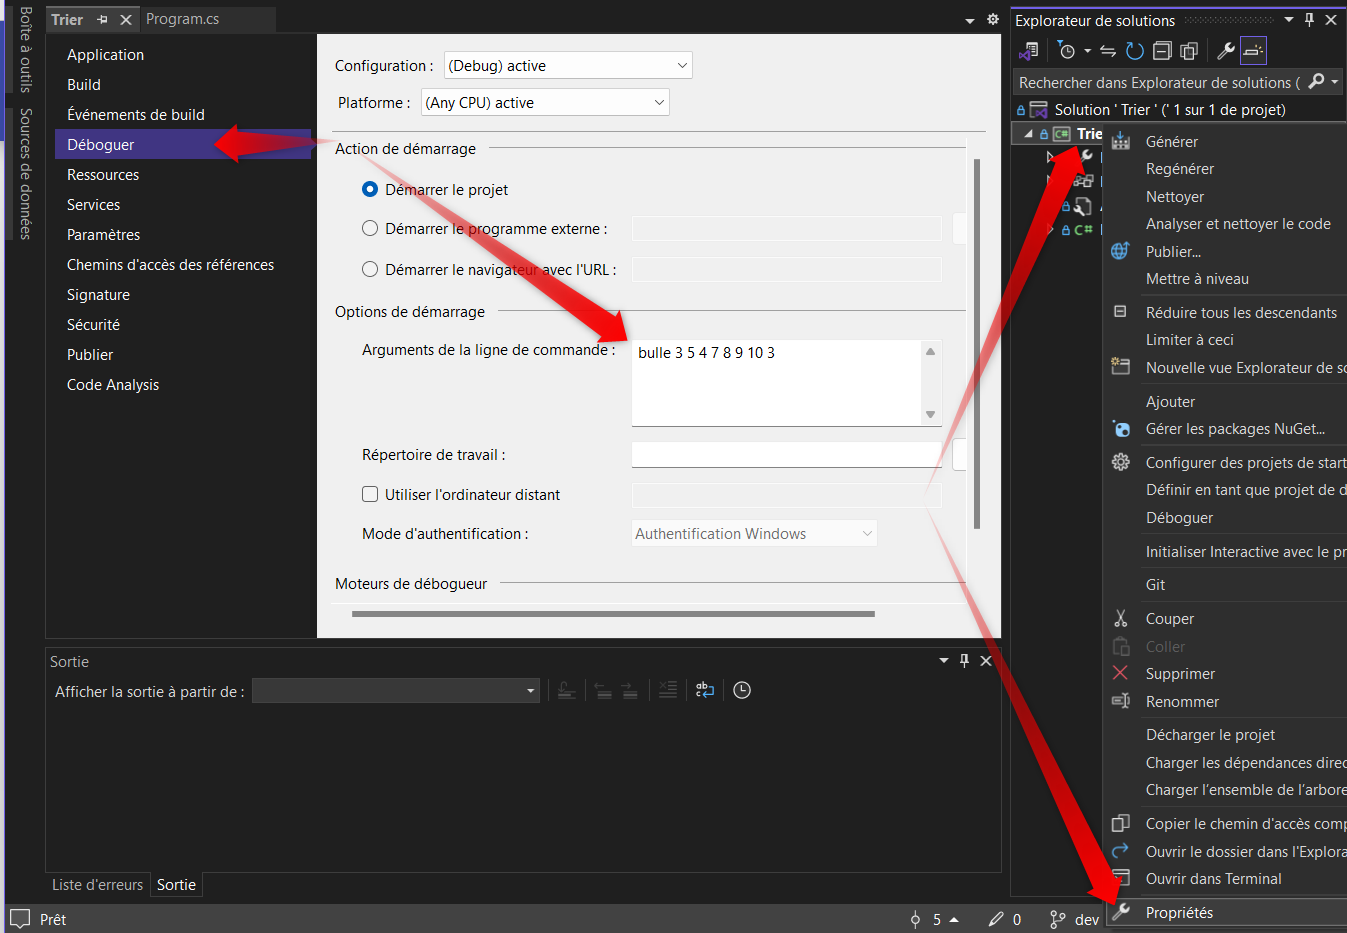 Boîte à outils
Sources de données
Trier
Program.cs
Application
Build
Événements de build
Déboguer
Ressources
Services
Paramètres
Chemins d'accès des références
Signature
Sécurité
Publier
Code Analysis
Configuration :
(Debug) active
Platforme :
(Any CPU) active
Action de démarrage
Démarrer le projet
Démarrer le programme externe :
Démarrer le navigateur avec l'URL :
Options de démarrage
Arguments de la ligne de commande :
bulle 3 5 4 7 8 9 10 3
Répertoire de travail :
Utiliser l'ordinateur distant
Mode d'authentification :
Authentification Windows
Moteurs de débogueur
Sortie
Afficher la sortie à partir de :
Liste d'erreurs
Sortie
Prêt
5
0
dev
Explorateur de solutions
Rechercher dans Explorateur de solutions (
Solution ' Trier ' (' 1 sur 1 de projet)
C# Trie
C#
Générer
Regénérer
Nettoyer
Analyser et nettoyer le code
Publier...
Mettre à niveau
Réduire tous les descendants
Limiter à ceci
Nouvelle vue Explorateur de so
Ajouter
Gérer les packages NuGet...
Configurer des projets de start
Définir en tant que projet de d
Déboguer
Initialiser Interactive avec le pr
Git
Couper
Coller
Supprimer
Renommer
Décharger le projet
Charger les dépendances direc
Charger l’ensemble de l’arbore
Copier le chemin d'accès comp
Ouvrir le dossier dans l'Explora
Ouvrir dans Terminal
Propriétés